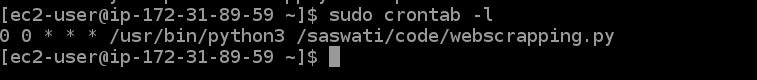 [ec2-user@ip-172-31-89-59 ~]$ sudo crontab -l
0 0 * * * /usr/bin/python3 /saswati/code/webscrapping.py
[ec2-user@ip-172-31-89-59 ~]$